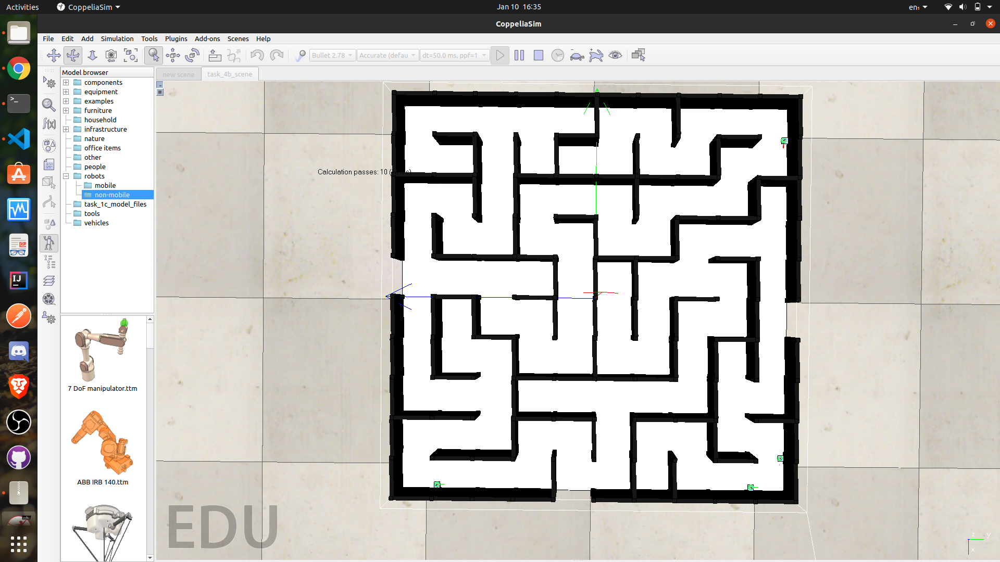 Activities
CoppeliaSim
Jan 10 16:35
en₁
CoppeliaSim
File Edit Add Simulation Tools Plugins Add-ons Scenes Help
Bullet 2.78
Accurate (defau
dt=50.0 ms, ppf=1
Model browser
new scene
task_4b_scene
components
equipment
examples
furniture
household
infrastructure
nature
office items
other
people
robots
mobile
non-mobile
task_1c_model_files
tools
vehicles
f(x)
Calculation passes: 10
7 DoF manipulator.ttm
ABB IRB 140.ttm
IJ
EDU
edu
z
y
x